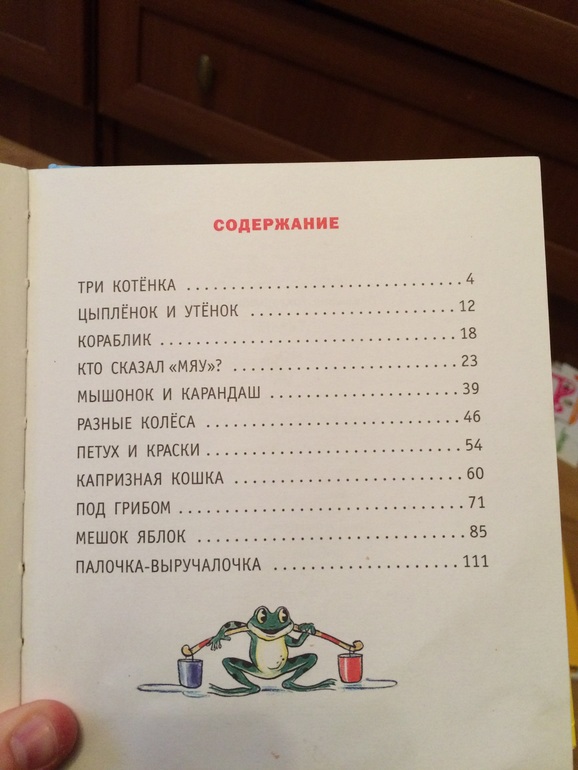 СОДЕРЖАНИЕ
ТРИ КОТЁНКА ............................... 4
ЦЫПЛЁНОК И УТЁНОК ....................... 12
КОРАБЛИК ................................. 18
КТО СКАЗАЛ «МЯУ»? ......................... 23
МЫШОНОК И КАРАНДАШ ..................... 39
РАЗНЫЕ КОЛЁСА ............................ 46
ПЕТУХ И КРАСКИ ............................ 54
КАПРИЗНАЯ КОШКА ......................... 60
ПОД ГРИБОМ ............................... 71
МЕШОК ЯБЛОК ............................. 85
ПАЛОЧКА-ВЫРУЧАЛОЧКА .................... 111